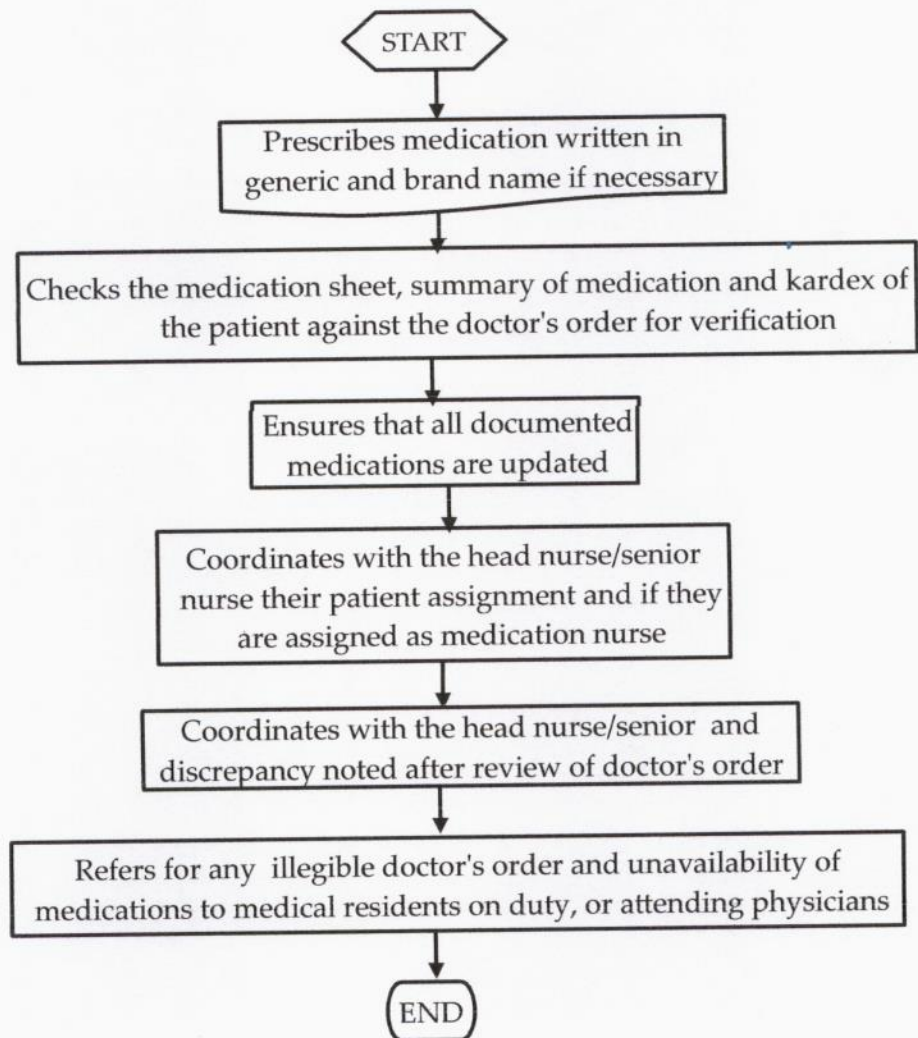 START
Prescribes medication written in
generic and brand name if necessary
Checks the medication sheet, summary of medication and kardex of
the patient against the doctor's order for verification
Ensures that all documented
medications are updated
Coordinates with the head nurse/senior
nurse their patient assignment and if they
are assigned as medication nurse
Coordinates with the head nurse/senior and
discrepancy noted after review of doctor's order
Refers for any illegible doctor's order and unavailability of
medications to medical residents on duty, or attending physicians
END